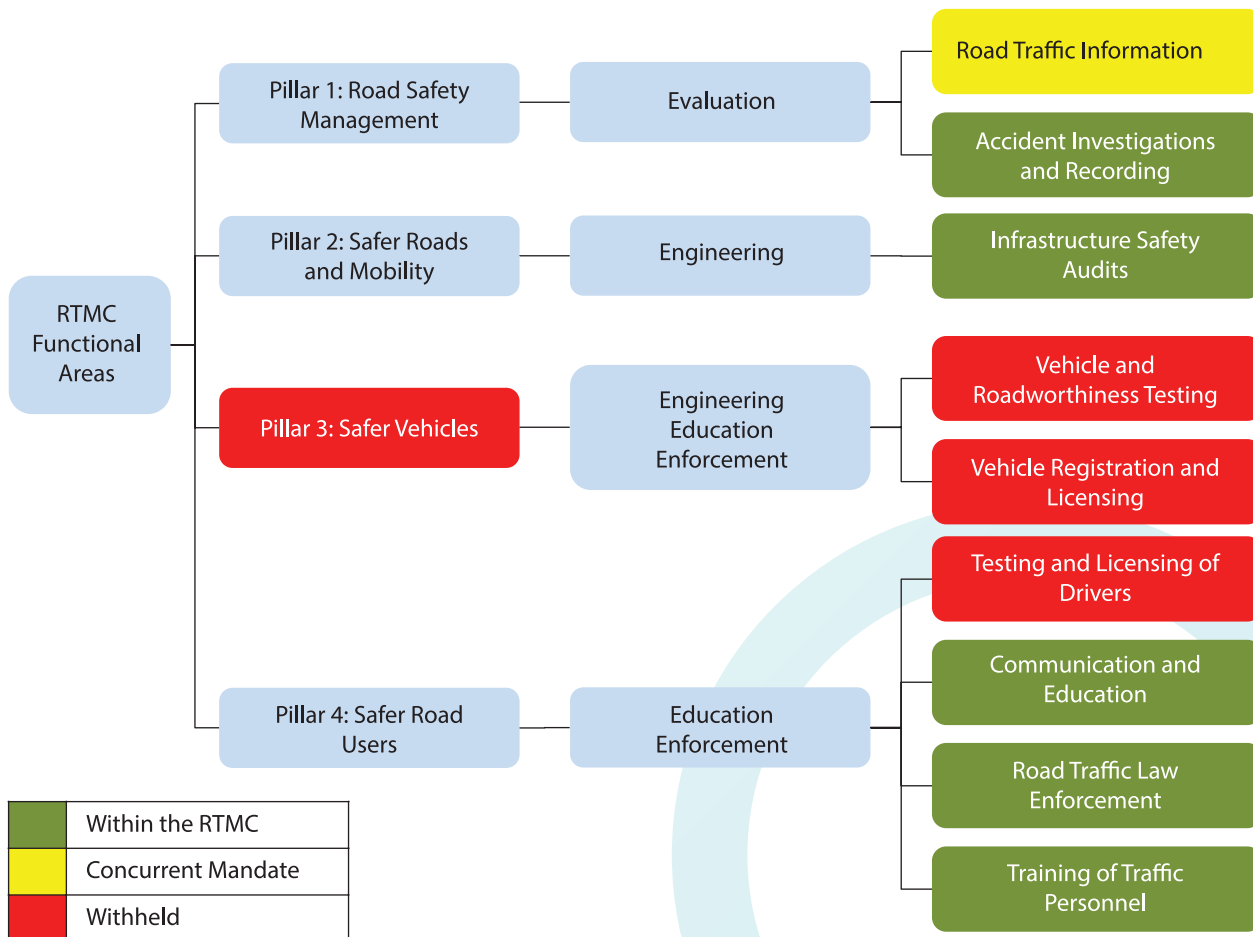 RTMC
Functional
Areas
Pillar 1: Road Safety
Management
Evaluation
Road Traffic Information
Accident Investigations
and Recording
Pillar 2: Safer Roads
and Mobility
Engineering
Infrastructure Safety
Audits
Pillar 3: Safer Vehicles
Engineering
Education
Enforcement
Vehicle and
Roadworthiness Testing
Vehicle Registration and
Licensing
Pillar 4: Safer Road
Users
Education
Enforcement
Testing and Licensing of
Drivers
Communication and
Education
Road Traffic Law
Enforcement
Training of Traffic
Personnel
Within the RTMC
Concurrent Mandate
Withheld